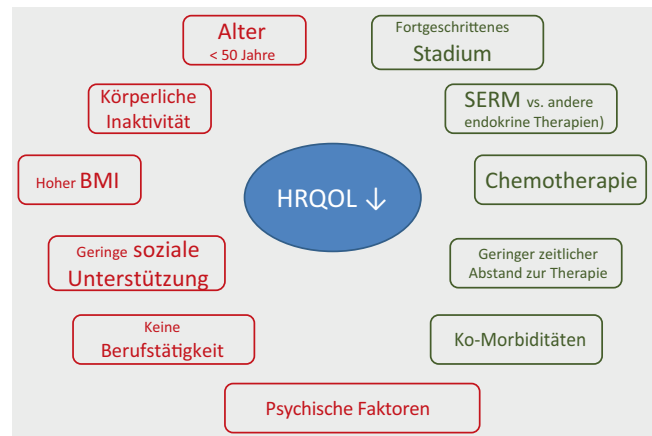 Alter
< 50 Jahre
Fortgeschrittenes
Stadium
Körperliche
Inaktivität
SERM vs. andere
endokrine Therapien)
Hoher BMI
HRQOL ↓
Chemotherapie
Geringe soziale
Unterstützung
Geringer zeitlicher
Abstand zur Therapie
Keine
Berufstätigkeit
Ko-Morbiditäten
Psychische Faktoren